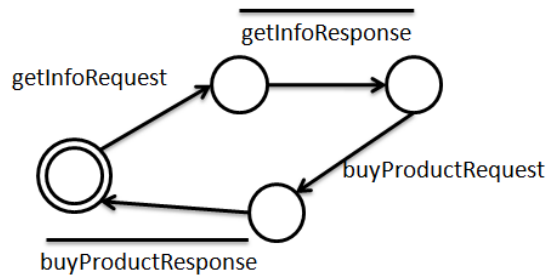 getInfoResponse
getInfoRequest
buyProductRequest
buyProductResponse